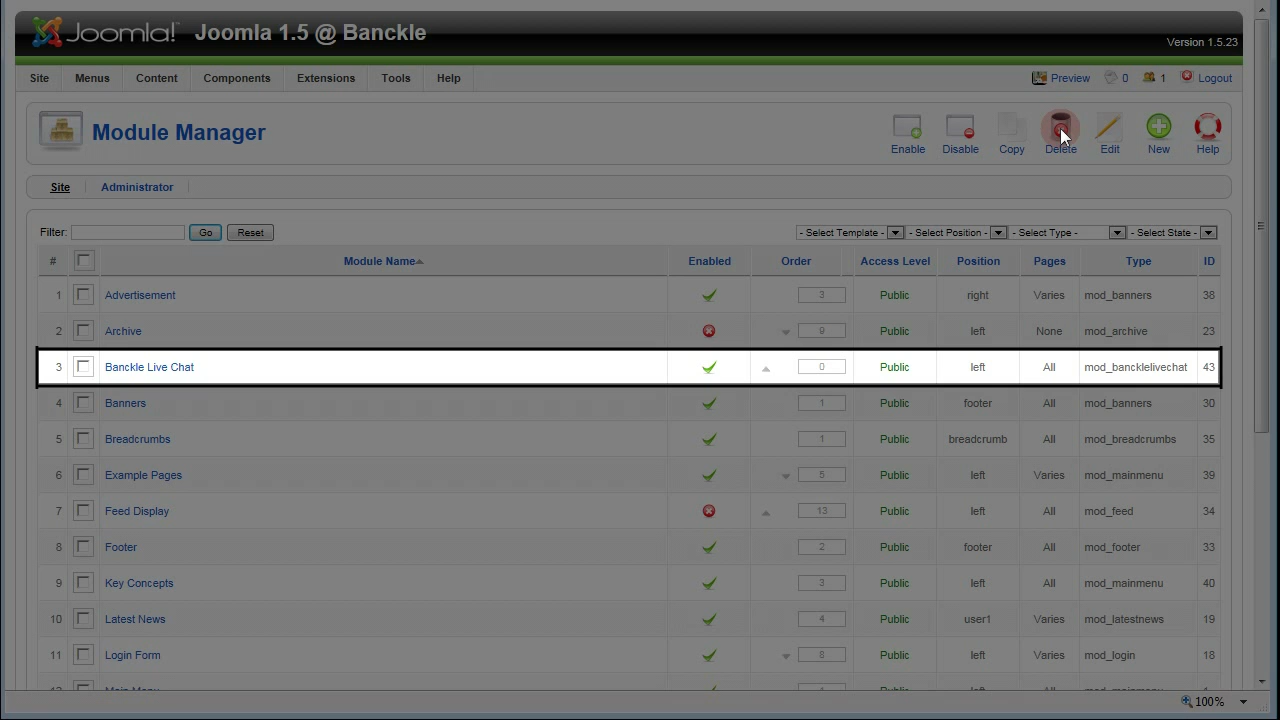 Joomla! Joomla 1.5 @ Banckle
Version 1.5.23
Site Menus Content Components Extensions Tools Help Preview 0 1 Logout
Module Manager
Enable Disable Copy Delete Edit New Help
Site Administrator
Filter: Go Reset - Select Template - - Select Position - - Select Type - - Select State -
# Module Name Enabled Order Access Level Position Pages Type ID
1 Advertisement 3 Public right Varies mod_banners 38
2 Archive 9 Public left None mod_archive 23
3 Banckle Live Chat 0 Public left All mod_bancklelivechat 43
4 Banners 1 Public footer All mod_banners 30
5 Breadcrumbs 1 Public breadcrumb All mod_breadcrumbs 35
6 Example Pages 5 Public left Varies mod_mainmenu 39
7 Feed Display 13 Public left All mod_feed 34
8 Footer 2 Public footer All mod_footer 33
9 Key Concepts 3 Public left All mod_mainmenu 40
10 Latest News 4 Public user1 Varies mod_latestnews 19
11 Login Form 8 Public left Varies mod_login 18
100%